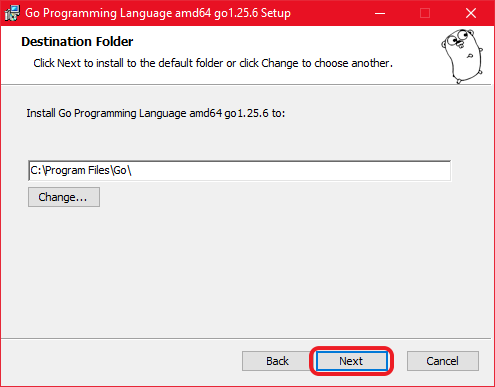 Go Programming Language amd64 go1.25.6 Setup
Destination Folder
Click Next to install to the default folder or click Change to choose another.
Install Go Programming Language amd64 go1.25.6 to:
C:\Program Files\Go\
Change...
Back Next Cancel